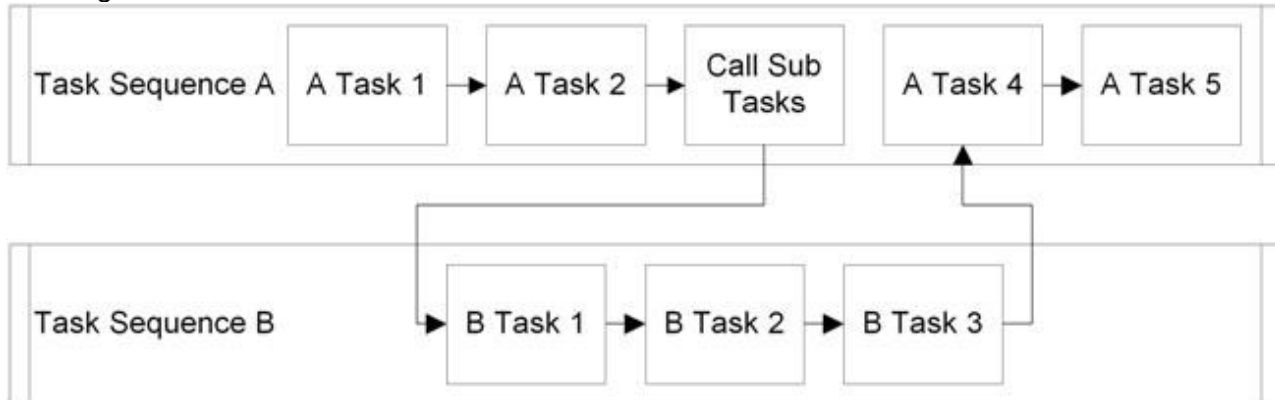 Task Sequence A
A Task 1
A Task 2
Call Sub
Tasks
A Task 4
A Task 5
Task Sequence B
B Task 1
B Task 2
B Task 3